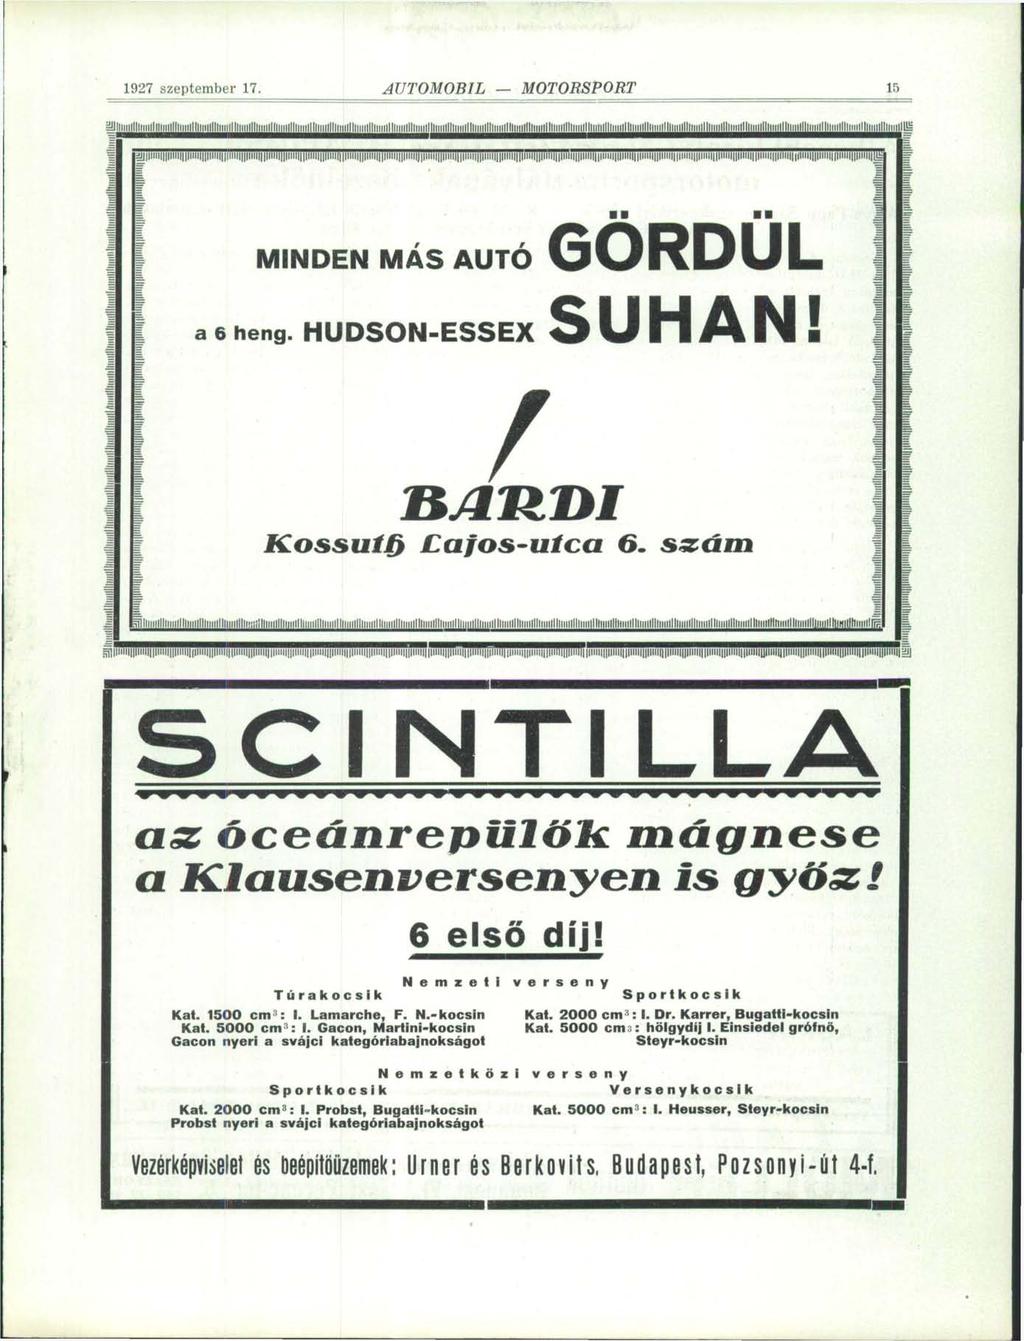 1927 szeptember 17. AUTOMOBIL — MOTORSPORT 15
MINDEN MÁS AUTÓ GÖRDÜL
a 6 heng. HUDSON-ESSEX SUHAN!
BÁRDI
Kossuth Lajos-utca 6. szám
SCINTILLA
az óceánrepülők mágnese
a Klausenversenyen is győz!
6 első díj!
Nemzeti verseny
Túrakocsik
Kat. 1500 cm³: I. Lamarche, F. N.-kocsin
Kat. 5000 cm³: I. Gacon, Martini-kocsin
Gacon nyeri a svájci kategóriabajnokságot
Sportkocsik
Kat. 2000 cm³: I. Dr. Karrer, Bugatti-kocsin
Kat. 5000 cm³: hölgydíj I. Einsiedel grófnő,
Steyr-kocsin
Nemzetközi verseny
Sportkocsik
Kat. 2000 cm³: I. Probst, Bugatti-kocsin
Probst nyeri a svájci kategóriabajnokságot
Versenykocsik
Kat. 5000 cm³: I. Heusser, Steyr-kocsin
Vezérképviselet és beépítöüzemek: Urner és Berkovits, Budapest, Pozsonyi-út 4-f.